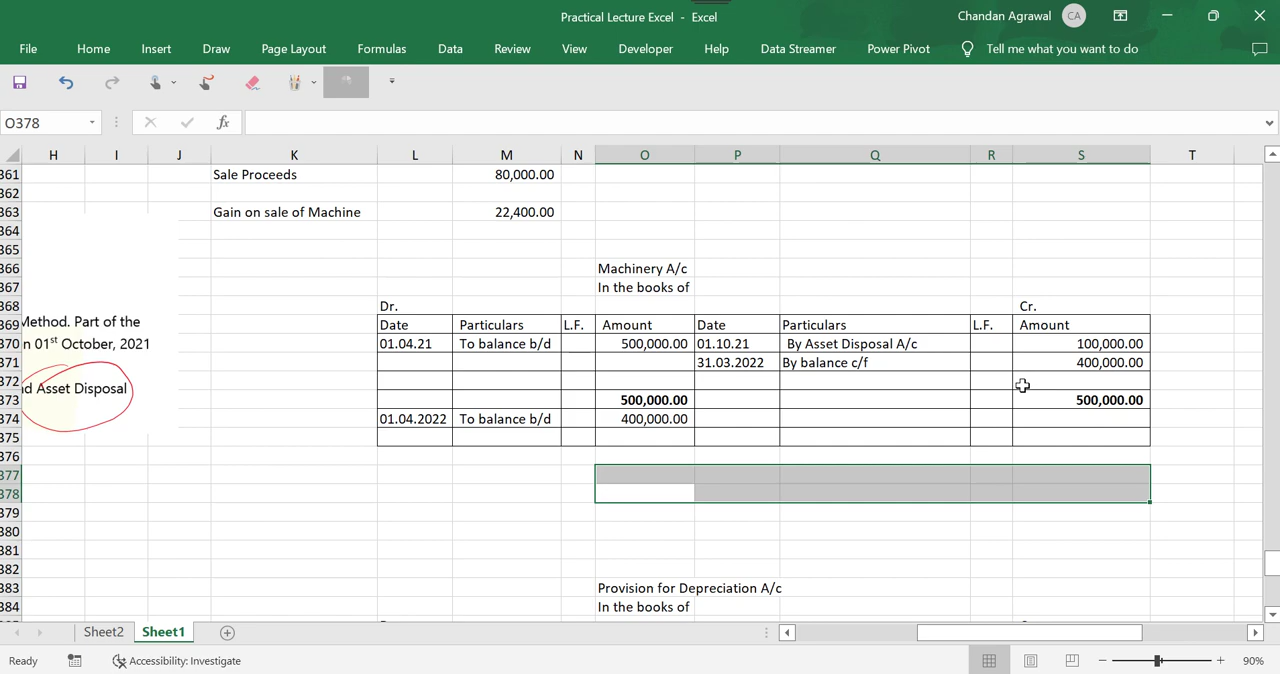 Practical Lecture Excel - Excel
Chandan Agrawal CA
File Home Insert Draw Page Layout Formulas Data Review View Developer Help Data Streamer Power Pivot Tell me what you want to do
O378 fx
H I J K L M N O P Q R S T
361 Sale Proceeds 80,000.00
362
363 Gain on sale of Machine 22,400.00
364
365
366 Machinery A/c
367 In the books of
368 Dr. Cr.
369 Method. Part of the Date Particulars L.F. Amount Date Particulars L.F. Amount
370 n 01st October, 2021 01.04.21 To balance b/d 500,000.00 01.10.21 By Asset Disposal A/c 100,000.00
371 31.03.2022 By balance c/f 400,000.00
372 nd Asset Disposal
373 500,000.00 500,000.00
374 01.04.2022 To balance b/d 400,000.00
375
376
377
378
379
380
381
382
383 Provision for Depreciation A/c
384 In the books of
Sheet2 Sheet1
Ready Accessibility: Investigate 90%